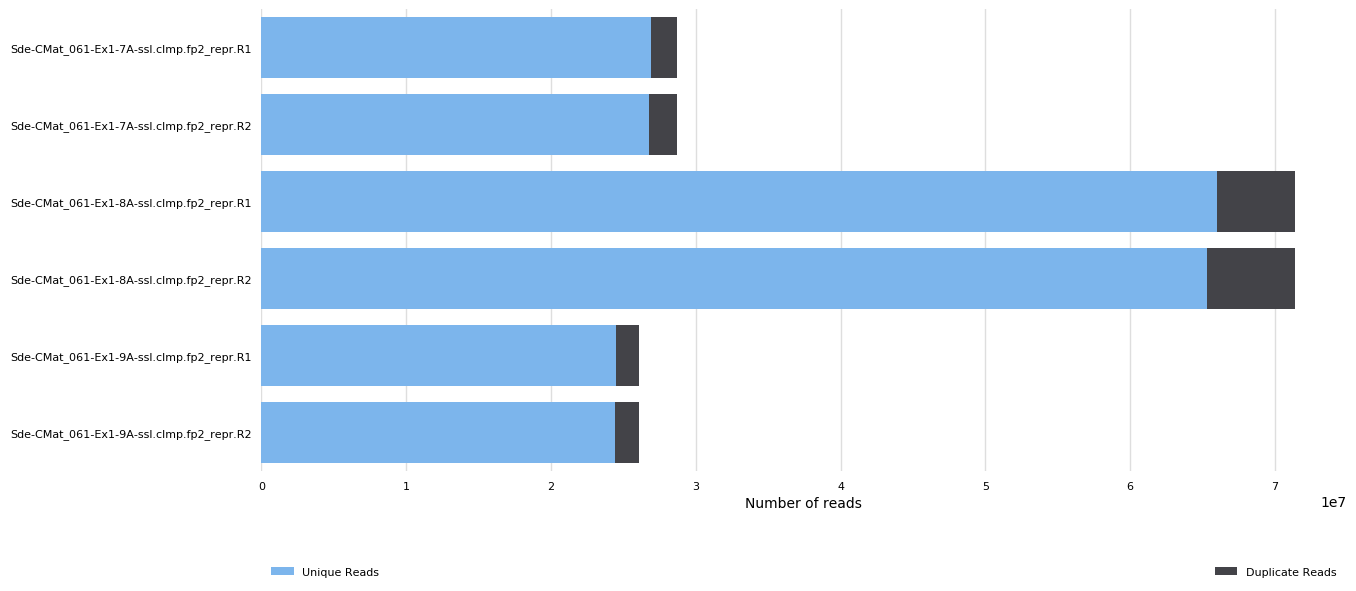 Sde-CMat_061-Ex1-7A-ssl.clmp.fp2_repr.R1
Sde-CMat_061-Ex1-7A-ssl.clmp.fp2_repr.R2
Sde-CMat_061-Ex1-8A-ssl.clmp.fp2_repr.R1
Sde-CMat_061-Ex1-8A-ssl.clmp.fp2_repr.R2
Sde-CMat_061-Ex1-9A-ssl.clmp.fp2_repr.R1
Sde-CMat_061-Ex1-9A-ssl.clmp.fp2_repr.R2
0 1 2 3 4 5 6 7
Number of reads
1e7
Unique Reads
Duplicate Reads